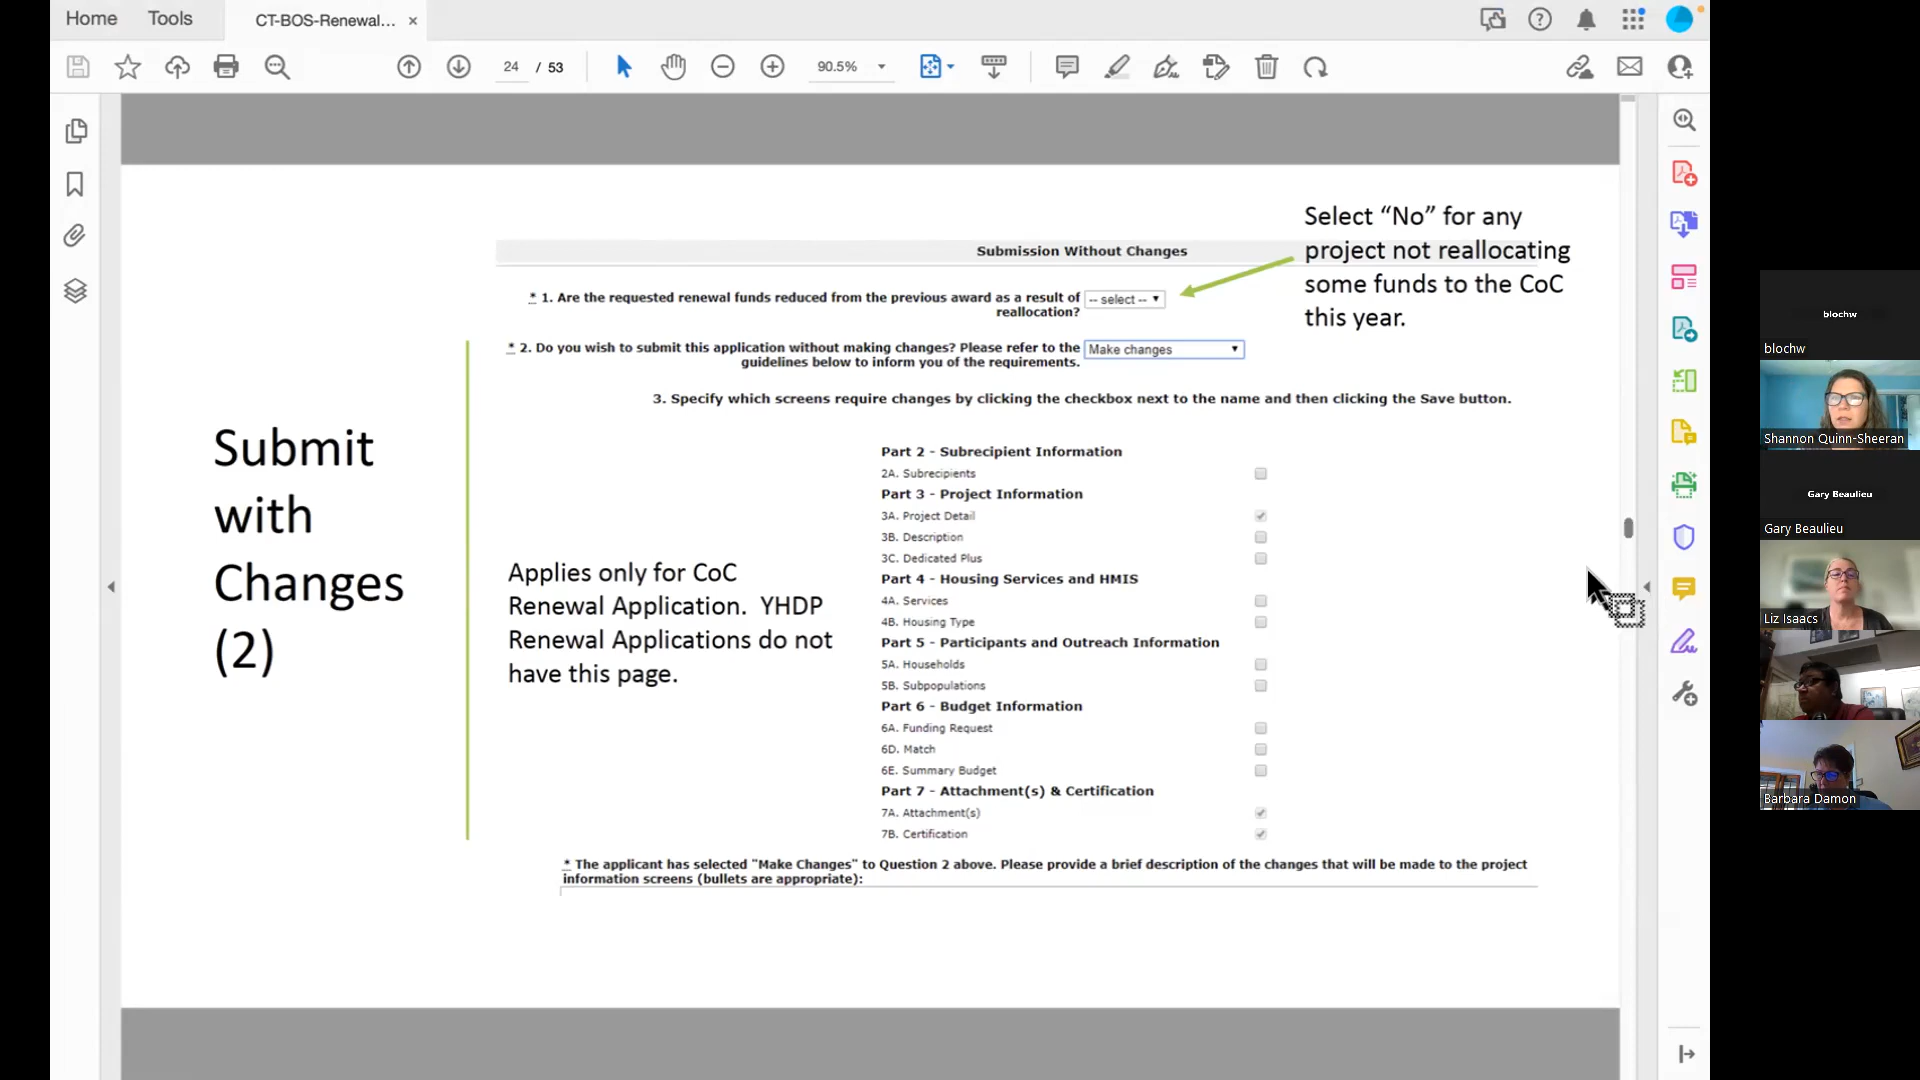 Home
Tools
CT-BOS-Renewal...
24 / 53
90.5%
Submit
with
Changes
(2)
Submission Without Changes
* 1. Are the requested renewal funds reduced from the previous award as a result of
reallocation?
-- select --
* 2. Do you wish to submit this application without making changes? Please refer to the
guidelines below to inform you of the requirements.
Make changes
Select “No” for any
project not reallocating
some funds to the CoC
this year.
3. Specify which screens require changes by clicking the checkbox next to the name and then clicking the Save button.
Applies only for CoC
Renewal Application.  YHDP
Renewal Applications do not
have this page.
Part 2 - Subrecipient Information
2A. Subrecipients
Part 3 - Project Information
3A. Project Detail
3B. Description
3C. Dedicated Plus
Part 4 - Housing Services and HMIS
4A. Services
4B. Housing Type
Part 5 - Participants and Outreach Information
5A. Households
5B. Subpopulations
Part 6 - Budget Information
6A. Funding Request
6D. Match
6E. Summary Budget
Part 7 - Attachment(s) & Certification
7A. Attachment(s)
7B. Certification
* The applicant has selected "Make Changes" to Question 2 above. Please provide a brief description of the changes that will be made to the project
information screens (bullets are appropriate):
blochw
blochw
Shannon Quinn-Sheeran
Gary Beaulieu
Gary Beaulieu
Liz Isaacs
Barbara Damon